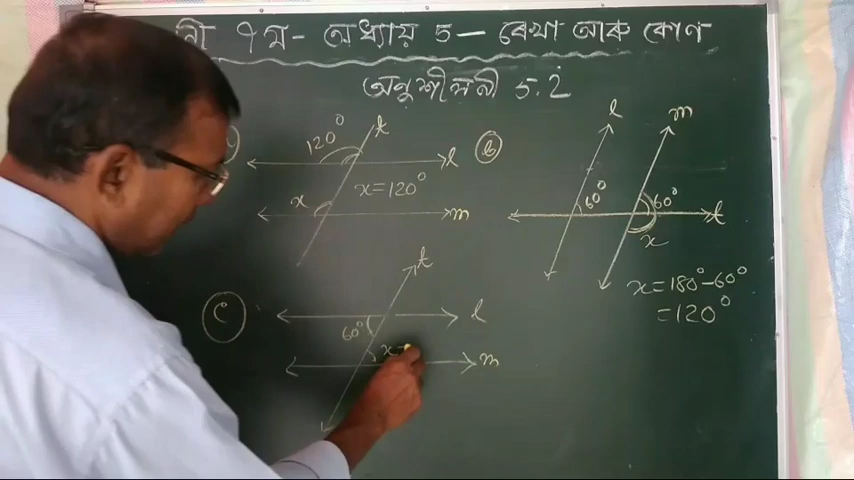 ণী ৭ম - অধ্যায় 5 — ৰেখা আৰু কোণ
অনুশীলনী 5.2
120° t
l
x
x = 120°
m
b
l m
60° 60°
t
x
x = 180° - 60°
= 120°
c
t
l
60°
x =
m